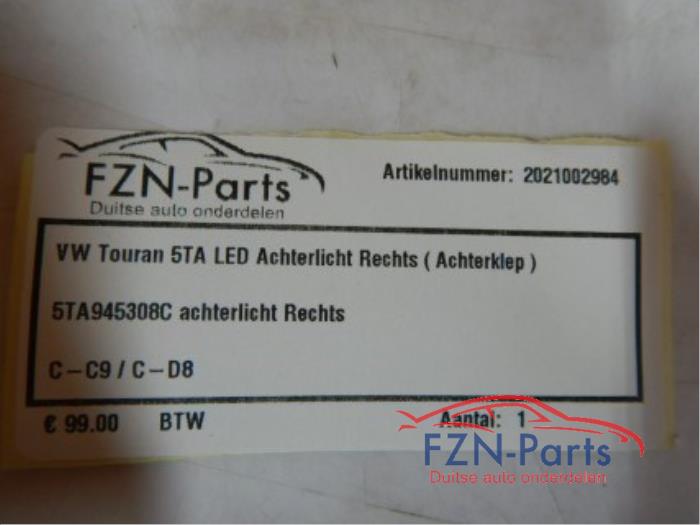 FZN-Parts
Duitse auto onderdelen
Artikelnummer: 2021002984
VW Touran 5TA LED Achterlicht Rechts ( Achterklep )
5TA945308C achterlicht Rechts
C-C9 / C-D8
€ 99.00 BTW Aantal: 1
FZN-Parts
Duitse auto onderdelen